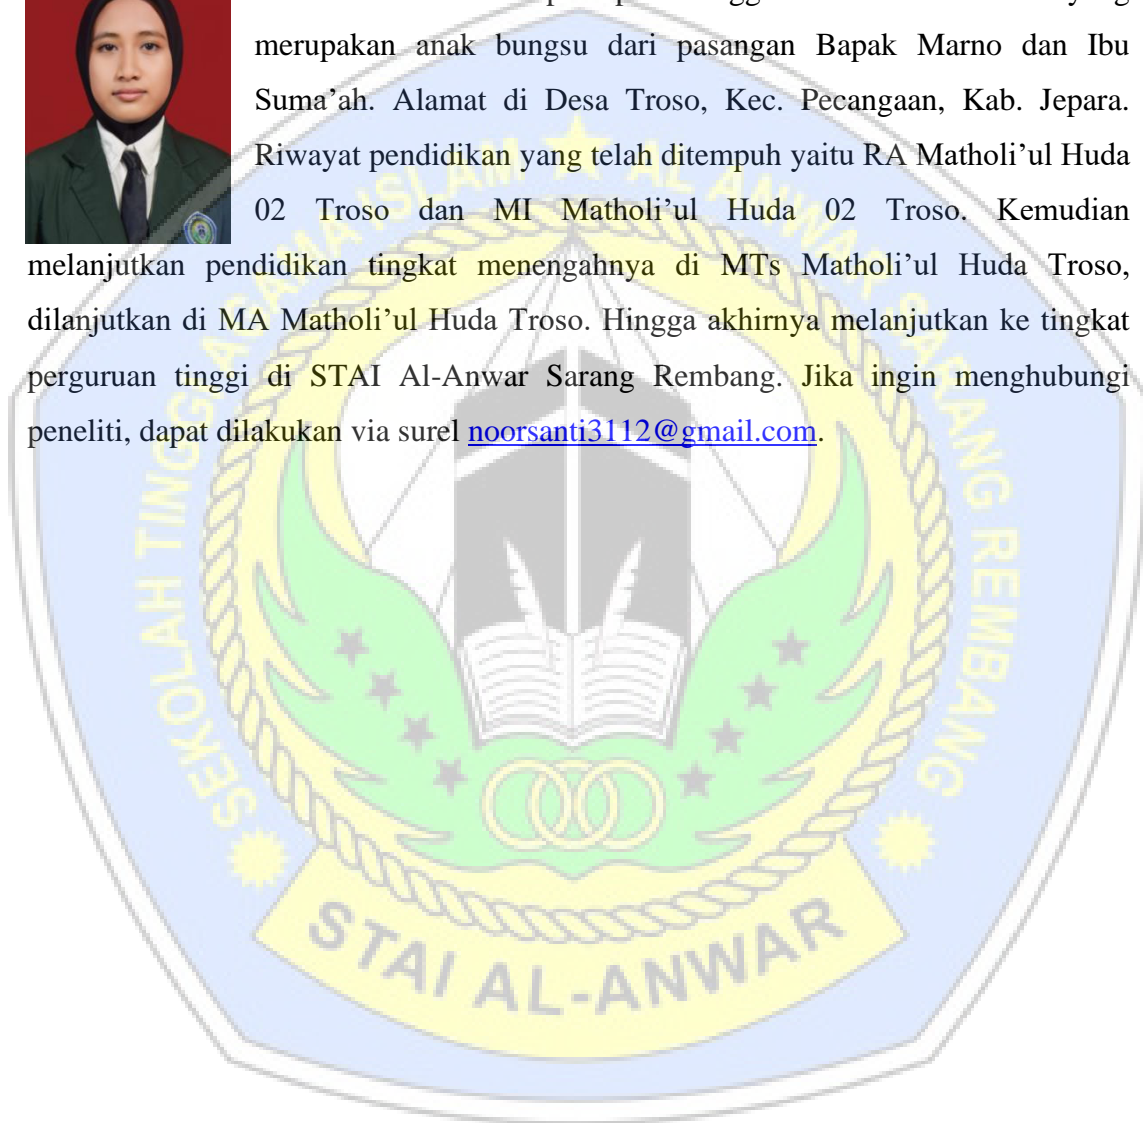 merupakan anak bungsu dari pasangan Bapak Marno dan Ibu
Suma’ah. Alamat di Desa Troso, Kec. Pecangaan, Kab. Jepara.
Riwayat pendidikan yang telah ditempuh yaitu RA Matholi’ul Huda
02 Troso dan MI Matholi’ul Huda 02 Troso. Kemudian
melanjutkan pendidikan tingkat menengahnya di MTs Matholi’ul Huda Troso,
dilanjutkan di MA Matholi’ul Huda Troso. Hingga akhirnya melanjutkan ke tingkat
perguruan tinggi di STAI Al-Anwar Sarang Rembang. Jika ingin menghubungi
peneliti, dapat dilakukan via surel noorsanti3112@gmail.com.
SEKOLAH TINGGI AGAMA ISLAM ★ AL ANWAR SARANG REMBANG
STAI AL-ANWAR